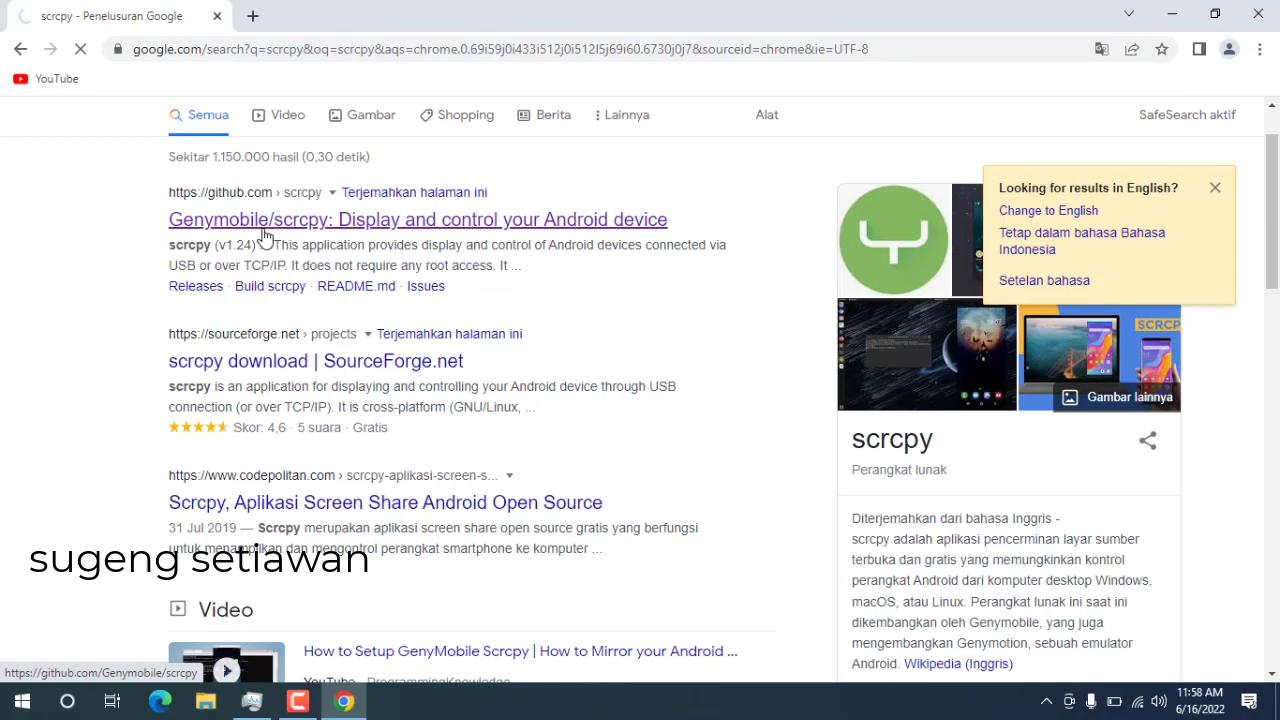 scrcpy - Penelusuran Google
google.com/search?q=scrcpy&oq=scrcpy&aqs=chrome.0.69i59j0i433i512j0i512l5j69i60.6730j0j7&sourceid=chrome&ie=UTF-8
YouTube
Semua Video Gambar Shopping Berita Lainnya Alat SafeSearch aktif
Sekitar 1.150.000 hasil (0,30 detik)
https://github.com › scrcpy Terjemahkan halaman ini
Genymobile/scrcpy: Display and control your Android device
scrcpy (v1.24) This application provides display and control of Android devices connected via
USB or over TCP/IP. It does not require any root access. It ...
Releases · Build scrcpy · README.md · Issues
https://sourceforge.net › projects Terjemahkan halaman ini
scrcpy download | SourceForge.net
scrcpy is an application for displaying and controlling your Android device through USB
connection (or over TCP/IP). It is cross-platform (GNU/Linux, ...
Skor: 4,6 · 5 suara · Gratis
https://www.codepolitan.com › scrcpy-aplikasi-screen-s...
Scrcpy, Aplikasi Screen Share Android Open Source
31 Jul 2019 — Scrcpy merupakan aplikasi screen share open source gratis yang berfungsi
untuk menampilkan dan mengontrol perangkat smartphone ke komputer ...
sugeng setiawan
Video
How to Setup GenyMobile Scrcpy | How to Mirror your Android ...
YouTube · ProgrammingKnowledge
https://github.com/Genymobile/scrcpy
Looking for results in English?
Change to English
Tetap dalam bahasa Bahasa
Indonesia
Setelan bahasa
SCRCP
Gambar lainnya
scrcpy
Perangkat lunak
Diterjemahkan dari bahasa Inggris -
scrcpy adalah aplikasi pencerminan layar sumber
terbuka dan gratis yang memungkinkan kontrol
perangkat Android dari komputer desktop Windows,
macOS, atau Linux. Perangkat lunak ini saat ini
dikembangkan oleh Genymobile, yang juga
mengembangkan Genymotion, sebuah emulator
Android. Wikipedia (Inggris)
11:58 AM
6/16/2022